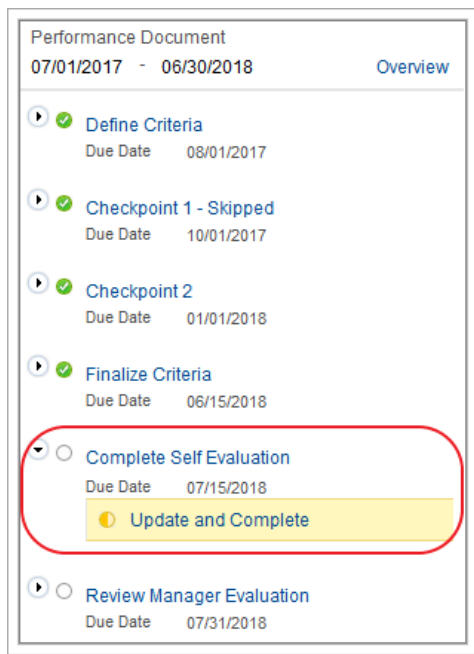 Performance Document
07/01/2017 - 06/30/2018 Overview
Define Criteria
Due Date 08/01/2017
Checkpoint 1 - Skipped
Due Date 10/01/2017
Checkpoint 2
Due Date 01/01/2018
Finalize Criteria
Due Date 06/15/2018
Complete Self Evaluation
Due Date 07/15/2018
Update and Complete
Review Manager Evaluation
Due Date 07/31/2018